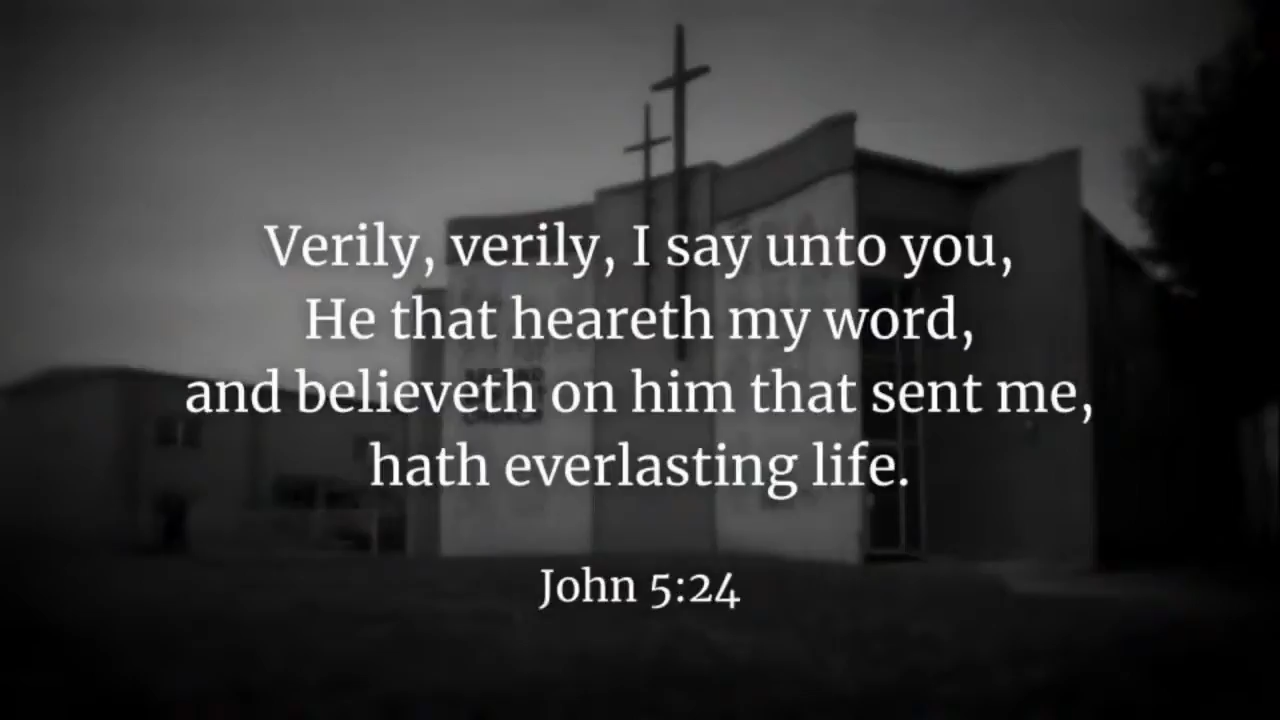 Verily, verily, I say unto you,
He that heareth my word,
and believeth on him that sent me,
hath everlasting life.
John 5:24